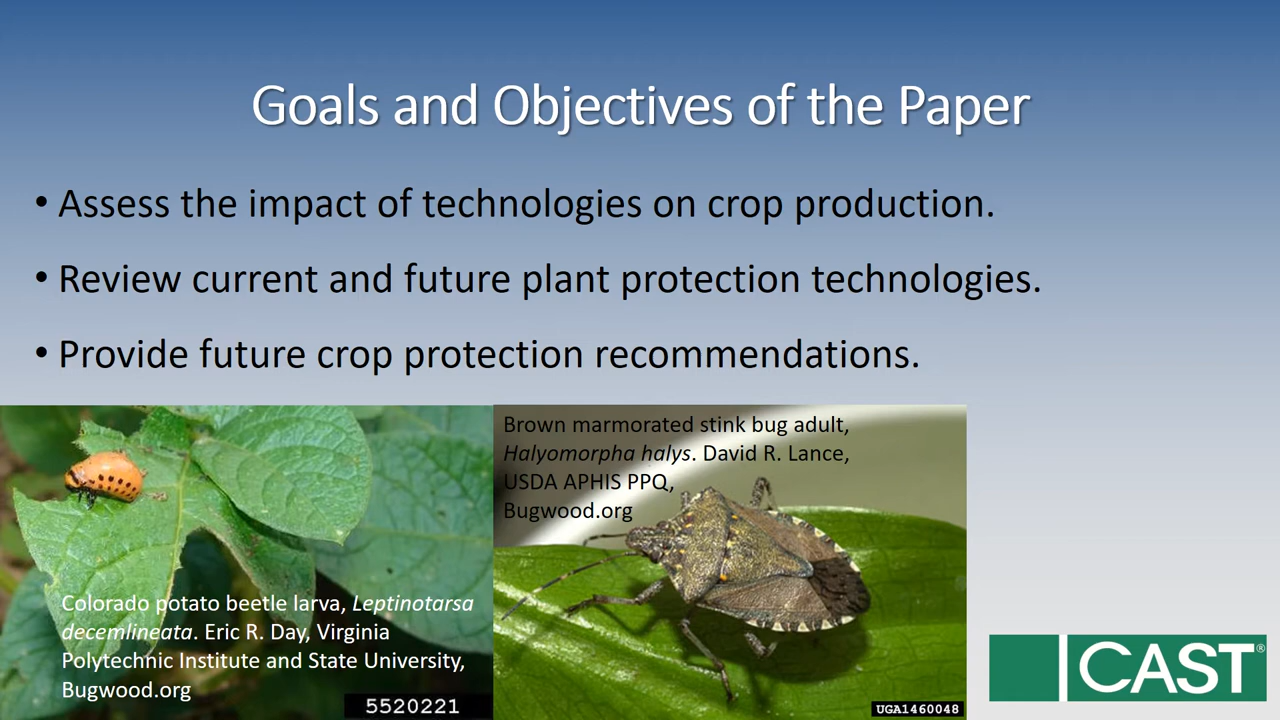 Goals and Objectives of the Paper
• Assess the impact of technologies on crop production.
• Review current and future plant protection technologies.
• Provide future crop protection recommendations.
Colorado potato beetle larva, Leptinotarsa
decemlineata. Eric R. Day, Virginia
Polytechnic Institute and State University,
Bugwood.org
5520221
Brown marmorated stink bug adult,
Halyomorpha halys. David R. Lance,
USDA APHIS PPQ,
Bugwood.org
UGA1460048
CAST®